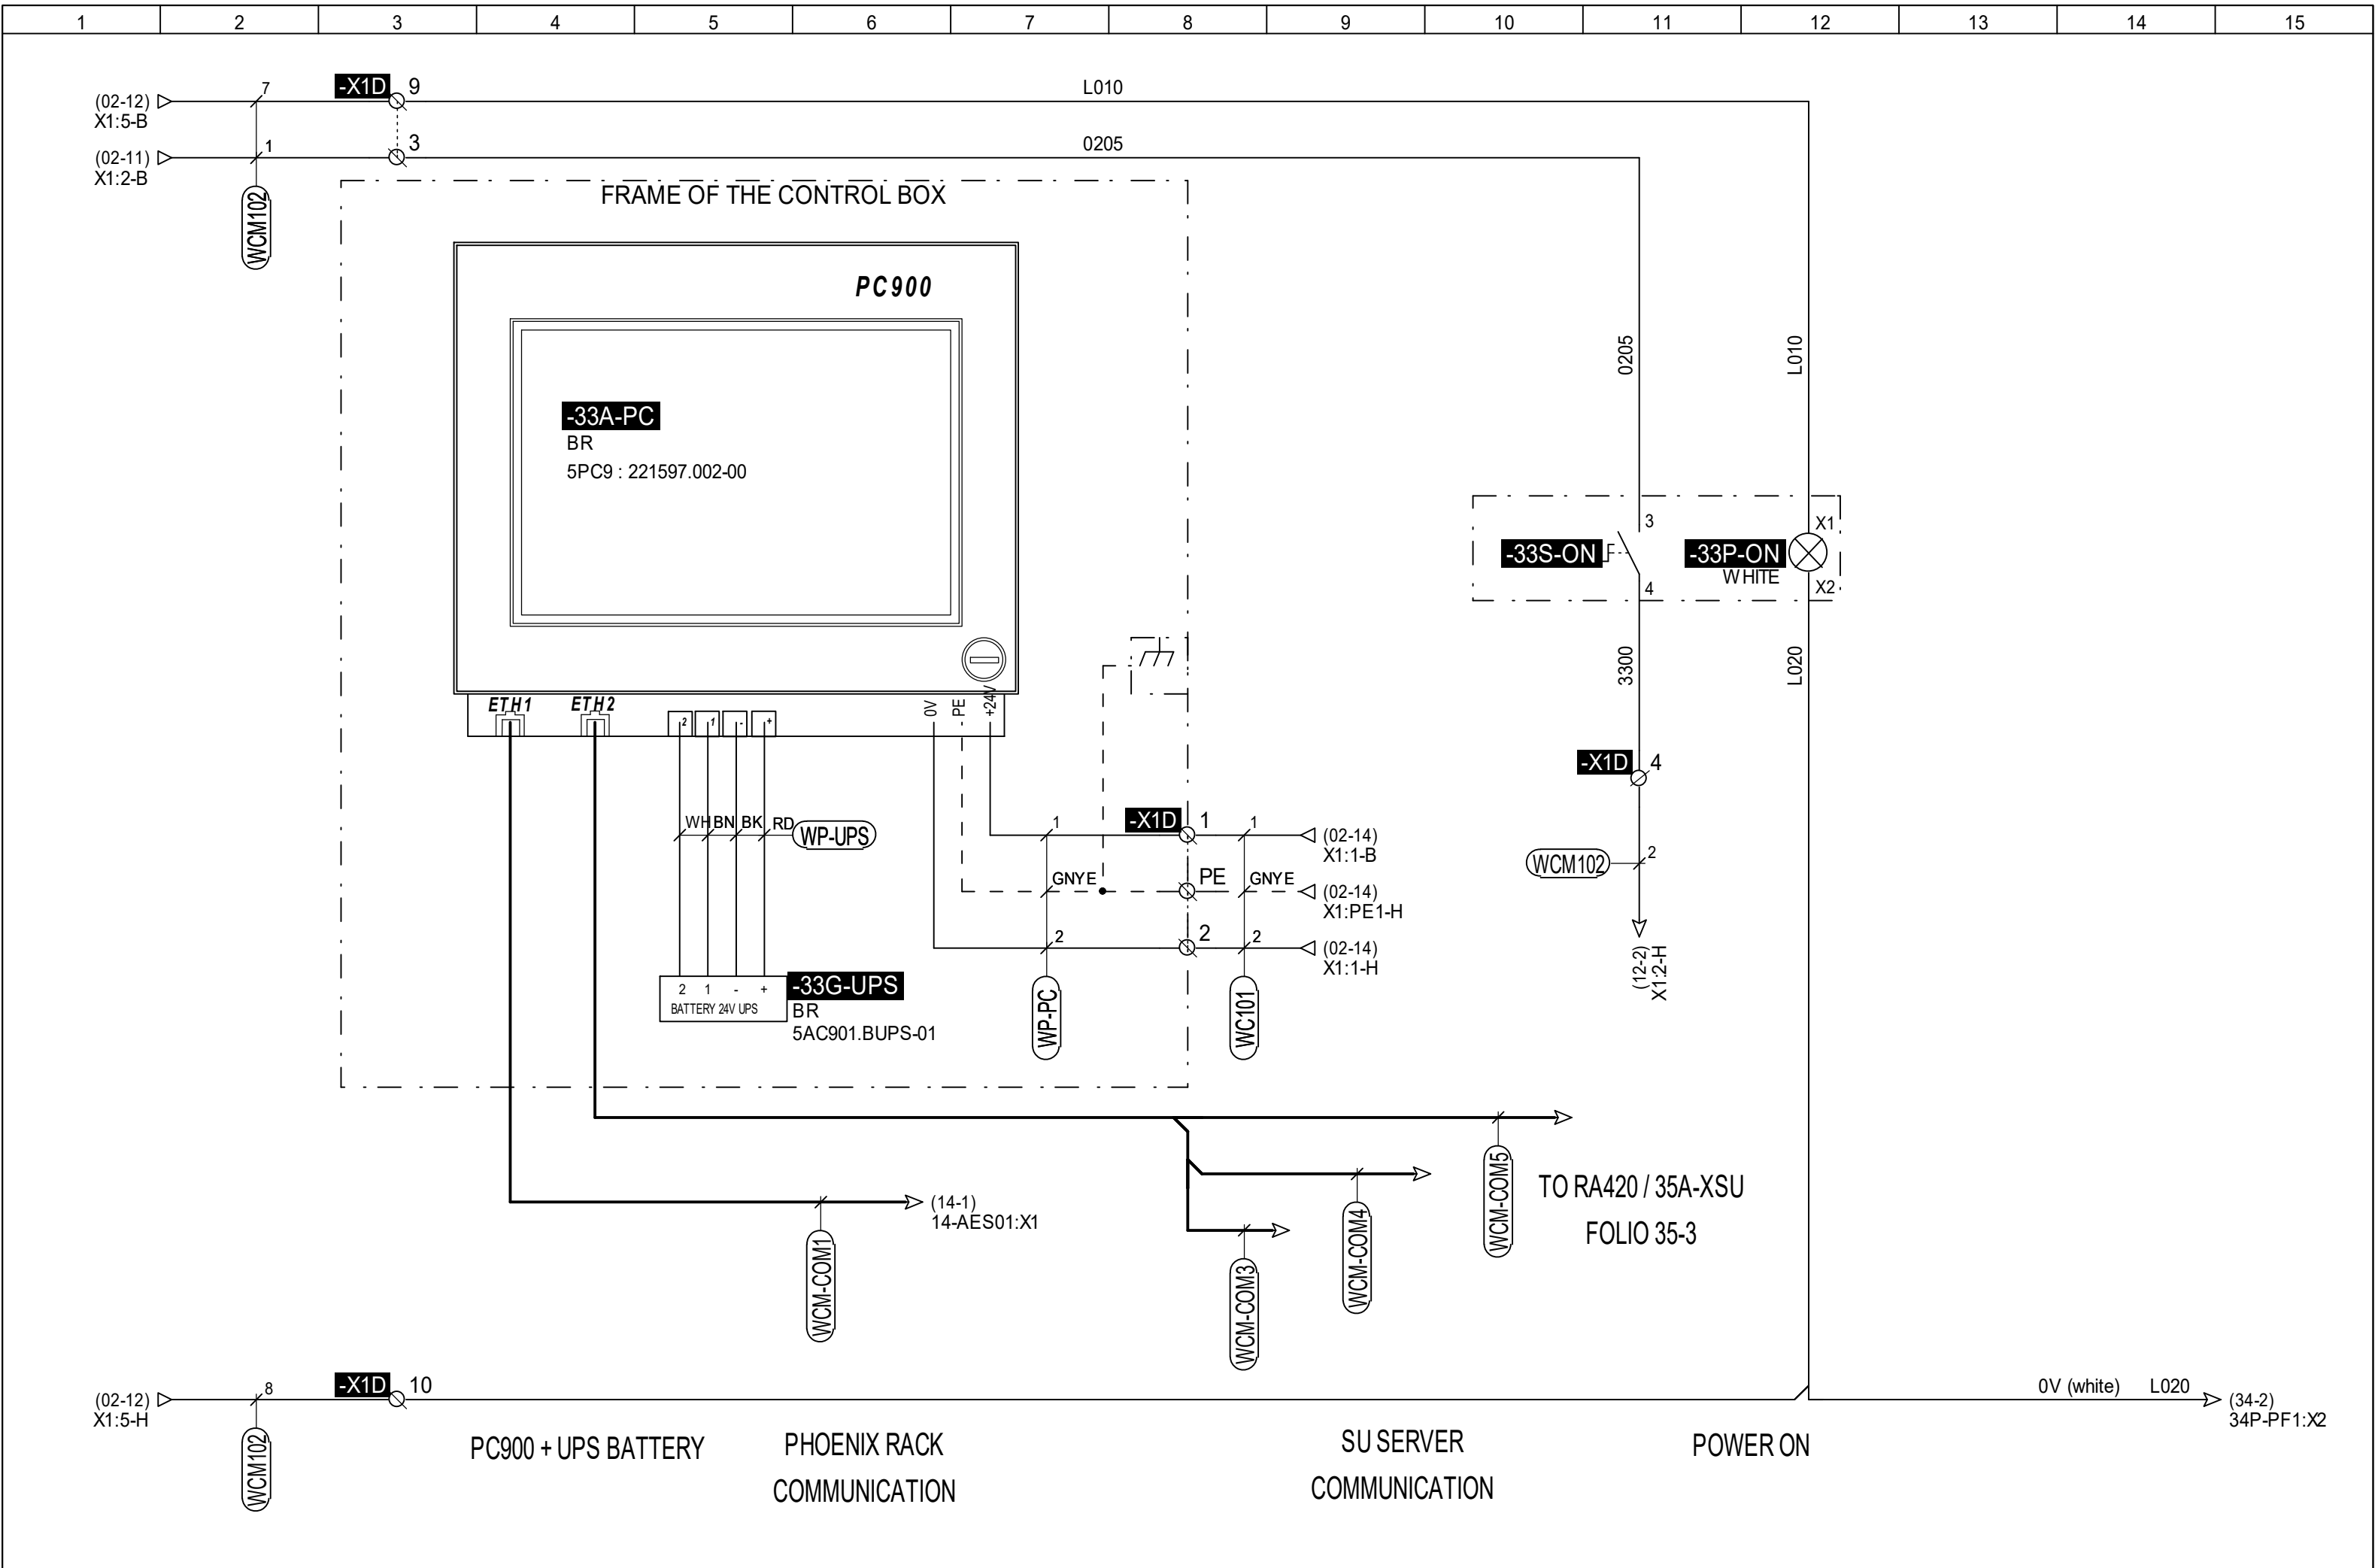 1 2 3 4 5 6 7 8 9 10 11 12 13 14 15
(02-12)
X1:5-B
7
-X1D
9
L010
(02-11)
X1:2-B
1
3
0205
WCM102
FRAME OF THE CONTROL BOX
PC900
-33A-PC
BR
5PC9 : 221597.002-00
0205
L010
-33S-ON
3
4
-33P-ON
WHITE
X1
X2
3300
L020
ETH1
ETH2
2 1 - +
0V
PE
+24V
-X1D
4
WH BN BK RD
WP-UPS
1
-X1D
1
1
(02-14)
X1:1-B
GNYE
PE
GNYE
(02-14)
X1:PE1-H
2
2
2
(02-14)
X1:1-H
WCM102
2
(12-2)
X1:2-H
2 1 - +
BATTERY 24V UPS
-33G-UPS
BR
5AC901.BUPS-01
WP-PC
WC101
(14-1)
14-AES01:X1
WCM-COM1
WCM-COM3
WCM-COM4
WCM-COM5
TO RA420 / 35A-XSU
FOLIO 35-3
(02-12)
X1:5-H
8
-X1D
10
0V (white)
L020
(34-2)
34P-PF1:X2
WCM102
PC900 + UPS BATTERY
PHOENIX RACK
COMMUNICATION
SU SERVER
COMMUNICATION
POWER ON